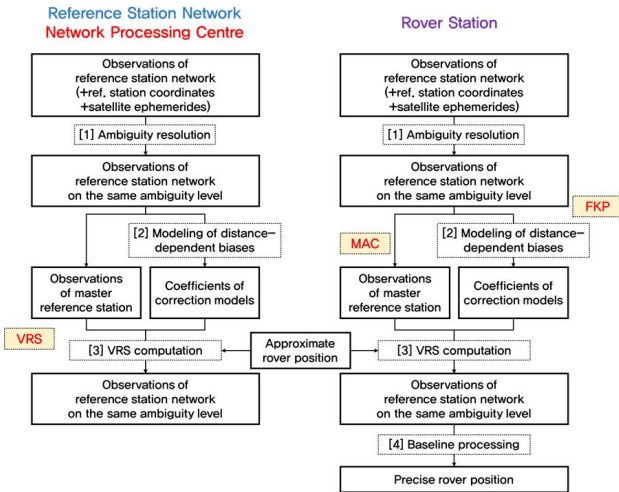 Reference Station Network
Network Processing Centre
Observations of
reference station network
(+ref. station coordinates
+satellite ephemerides)
[1] Ambiguity resolution
Observations of
reference station network
on the same ambiguity level
[2] Modeling of distance-
dependent biases
Observations
of master
reference station
Coefficients of
correction models
VRS
[3] VRS computation
Observations of
reference station network
on the same ambiguity level
Approximate
rover position
Rover Station
Observations of
reference station network
(+ref. station coordinates
+satellite ephemerides)
[1] Ambiguity resolution
Observations of
reference station network
on the same ambiguity level
FKP
MAC
[2] Modeling of distance-
dependent biases
Observations
of master
reference station
Coefficients of
correction models
[3] VRS computation
Observations of
reference station network
on the same ambiguity level
[4] Baseline processing
Precise rover position